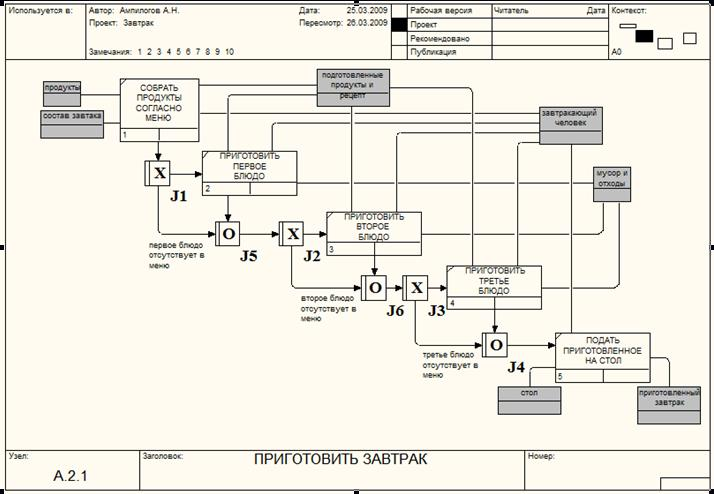 Используется в:
Автор: Ампилогов А.Н.
Дата: 25.03.2009
Проект: Завтрак
Пересмотр: 26.03.2009
Замечания: 1 2 3 4 5 6 7 8 9 10
Рабочая версия
Проект
Рекомендовано
Публикация
Читатель
Дата
Контекст:
A0
продукты
состав завтака
СОБРАТЬ
ПРОДУКТЫ
СОГЛАСНО
МЕНЮ
1
подготовленные
продукты и
рецепт
завтракающий
человек
мусор и
отходы
X
J1
ПРИГОТОВИТЬ
ПЕРВОЕ
БЛЮДО
2
первое блюдо
отсутствует в
меню
O
J5
X
J2
ПРИГОТОВИТЬ
ВТОРОЕ
БЛЮДО
3
второе блюдо
отсутствует в
меню
O
J6
X
J3
ПРИГОТОВИТЬ
ТРЕТЬЕ
БЛЮДО
4
третье блюдо
отсутствует в
меню
O
J4
ПОДАТЬ
ПРИГОТОВЛЕННОЕ
НА СТОЛ
5
стол
приготовленный
завтрак
Узел:
A.2.1
Заголовок:
ПРИГОТОВИТЬ ЗАВТРАК
Номер: